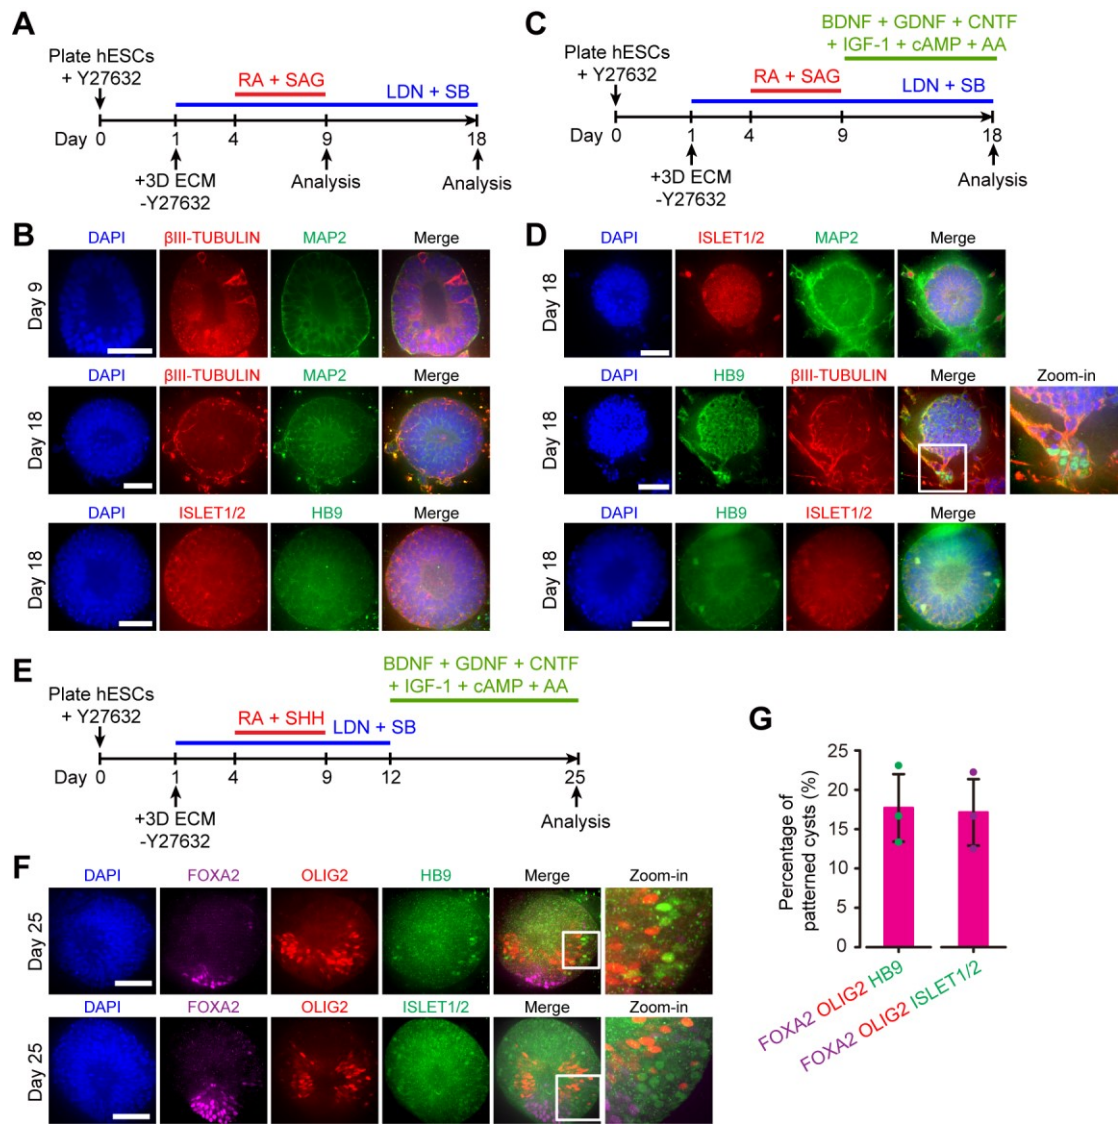 A
Plate hESCs
+ Y27632
RA + SAG
LDN + SB
Day 0 1 4 9 18
+3D ECM
-Y27632
Analysis
Analysis
C
BDNF + GDNF + CNTF
+ IGF-1 + cAMP + AA
Plate hESCs
+ Y27632
RA + SAG
LDN + SB
Day 0 1 4 9 18
+3D ECM
-Y27632
Analysis
B
DAPI βIII-TUBULIN MAP2 Merge
Day 9
DAPI βIII-TUBULIN MAP2 Merge
Day 18
DAPI ISLET1/2 HB9 Merge
Day 18
D
DAPI ISLET1/2 MAP2 Merge
Day 18
DAPI HB9 βIII-TUBULIN Merge Zoom-in
Day 18
DAPI HB9 ISLET1/2 Merge
Day 18
E
BDNF + GDNF + CNTF
+ IGF-1 + cAMP + AA
Plate hESCs
+ Y27632
RA + SHH
LDN + SB
Day 0 1 4 9 12 25
+3D ECM
-Y27632
Analysis
F
DAPI FOXA2 OLIG2 HB9 Merge Zoom-in
Day 25
DAPI FOXA2 OLIG2 ISLET1/2 Merge Zoom-in
Day 25
G
Percentage of
patterned cysts (%)
25
20
15
10
5
0
FOXA2 OLIG2 HB9
FOXA2 OLIG2 ISLET1/2